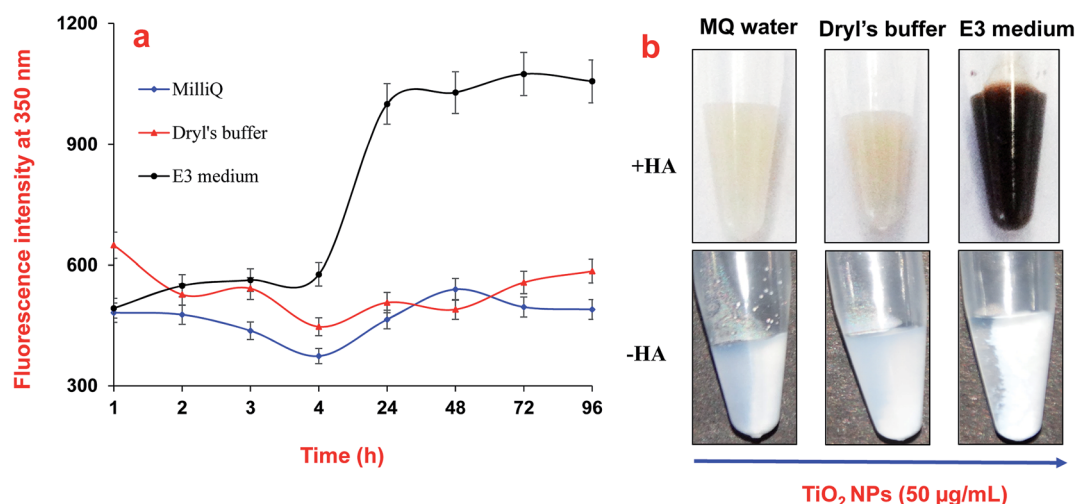 a
Fluorescence intensity at 350 nm
1200
900
600
300
MilliQ
Dryl's buffer
E3 medium
1 2 3 4 24 48 72 96
Time (h)
b
MQ water Dryl's buffer E3 medium
+HA
-HA
TiO₂ NPs (50 µg/mL)